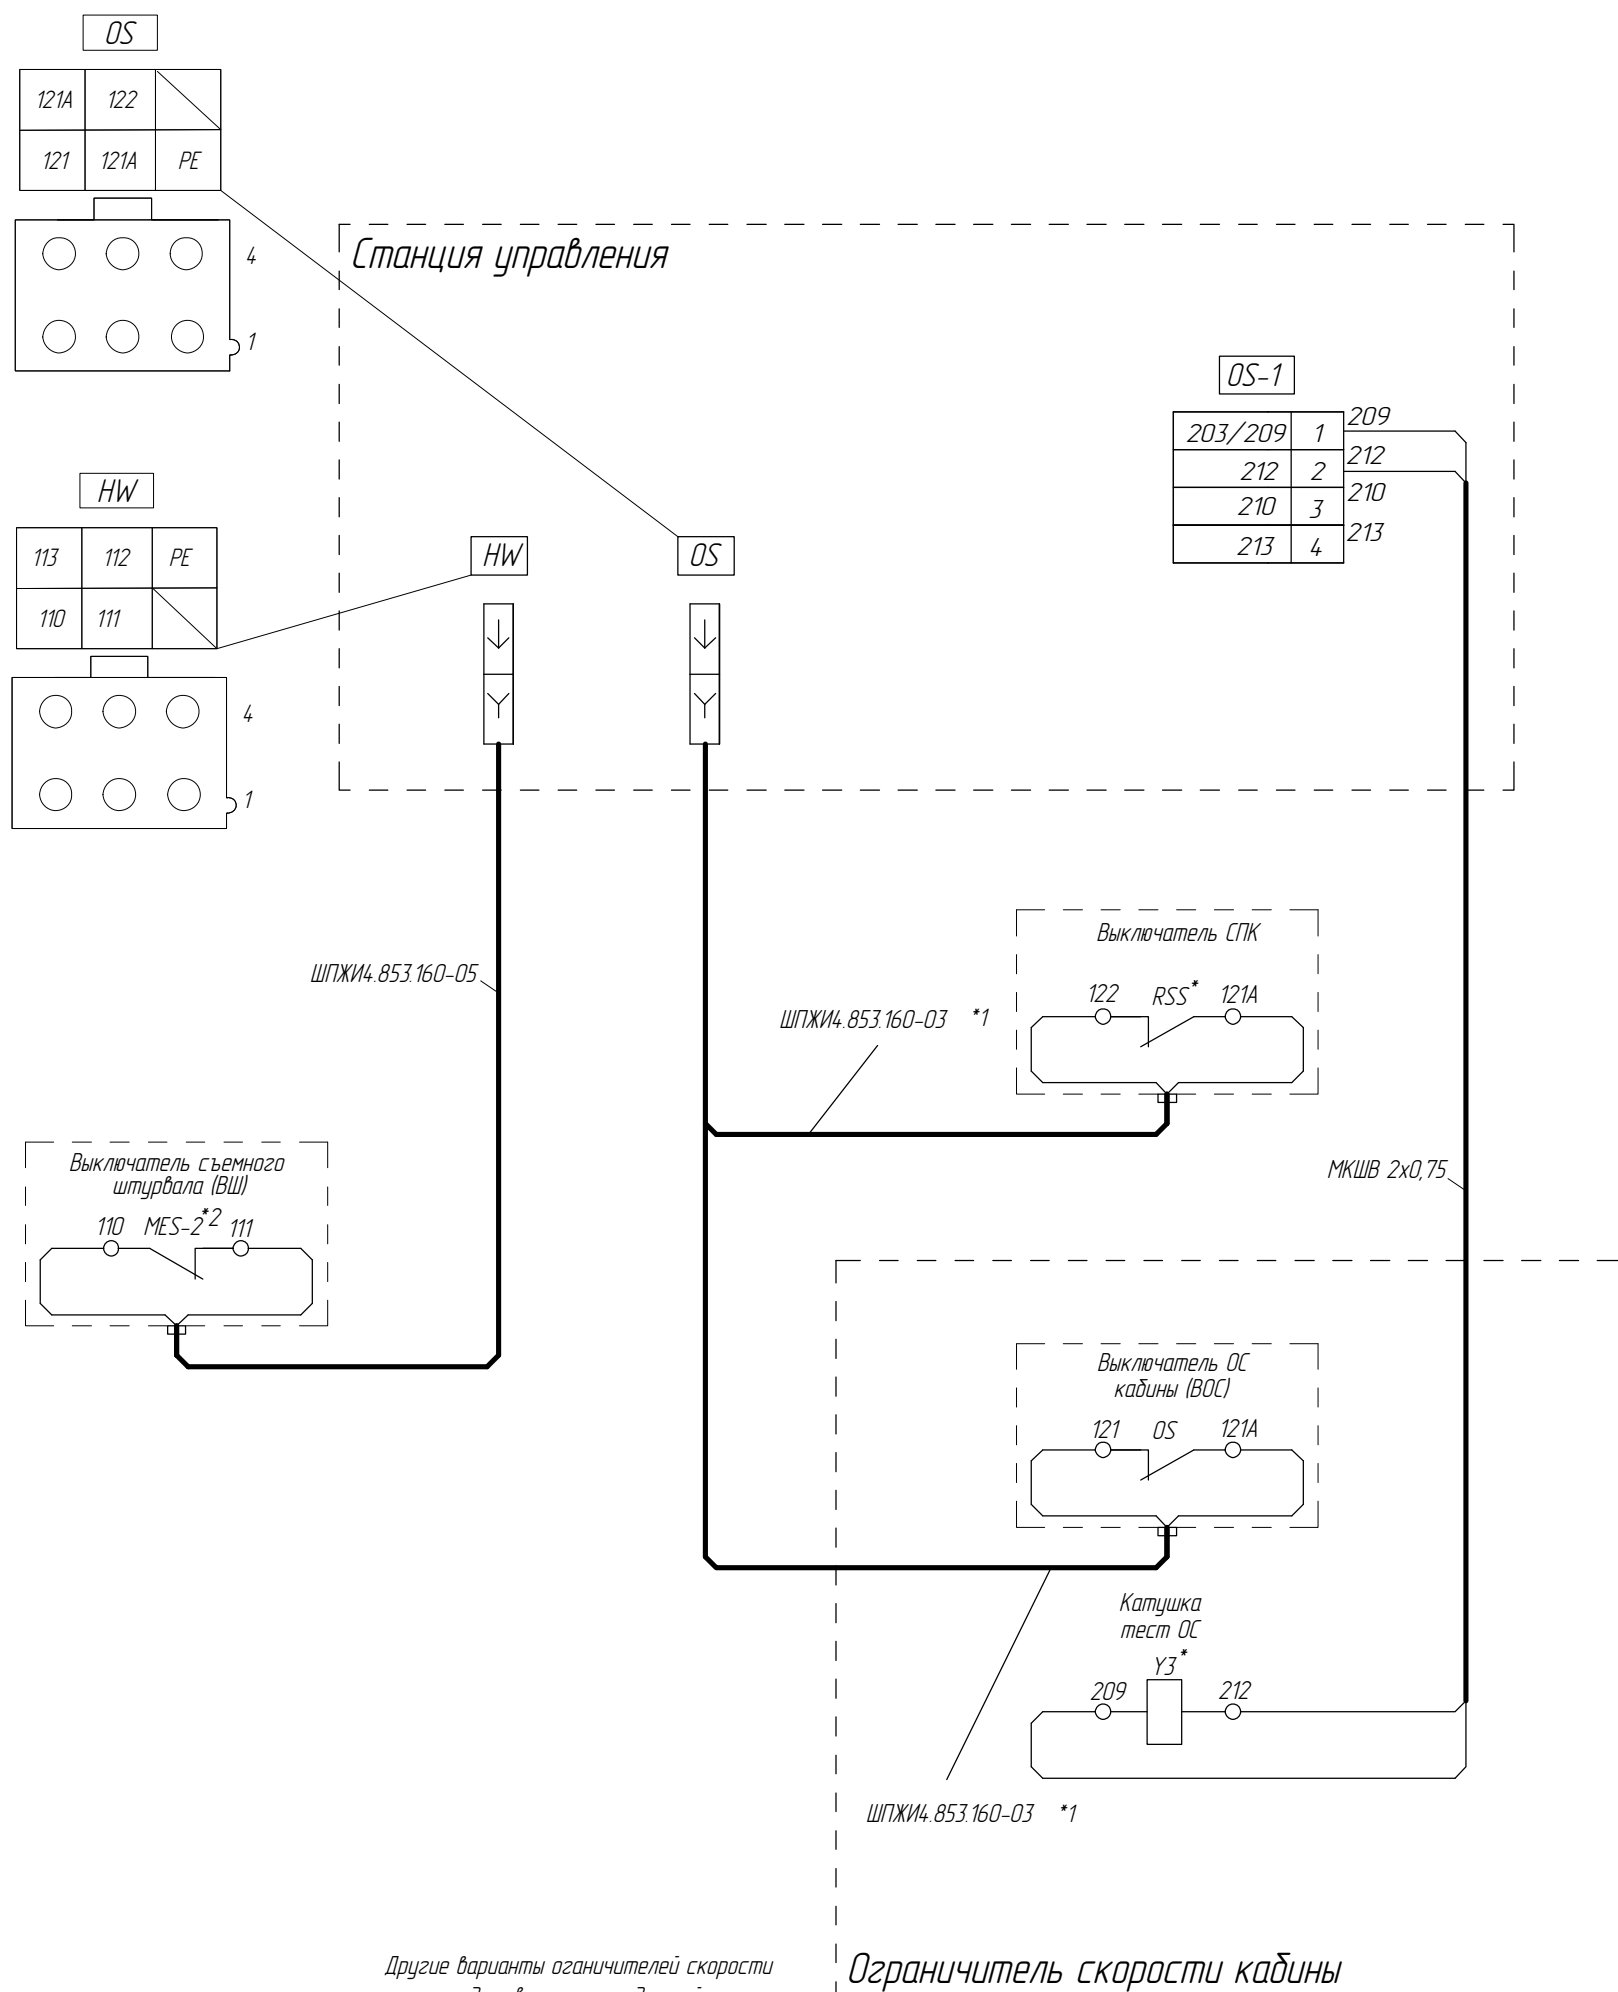 OS
121A 122
121 121A PE
4
1
Станция управления
OS-1
203/209 1 209
212 2 212
210 3 210
213 4 213
HW
113 112 PE
110 111
4
1
HW
OS
ШПЖИ4.853.160-05
Выключатель СПК
122 RSS* 121A
ШПЖИ4.853.160-03 *1
Выключатель съемного
штурвала (ВШ)
110 MES-2*2 111
МКШВ 2х0,75
Выключатель ОС
кабины (ВОС)
121 OS 121A
Катушка
тест ОС
Y3*
209 212
ШПЖИ4.853.160-03 *1
Другие варианты оганичителей скорости
Ограничитель скорости кабины